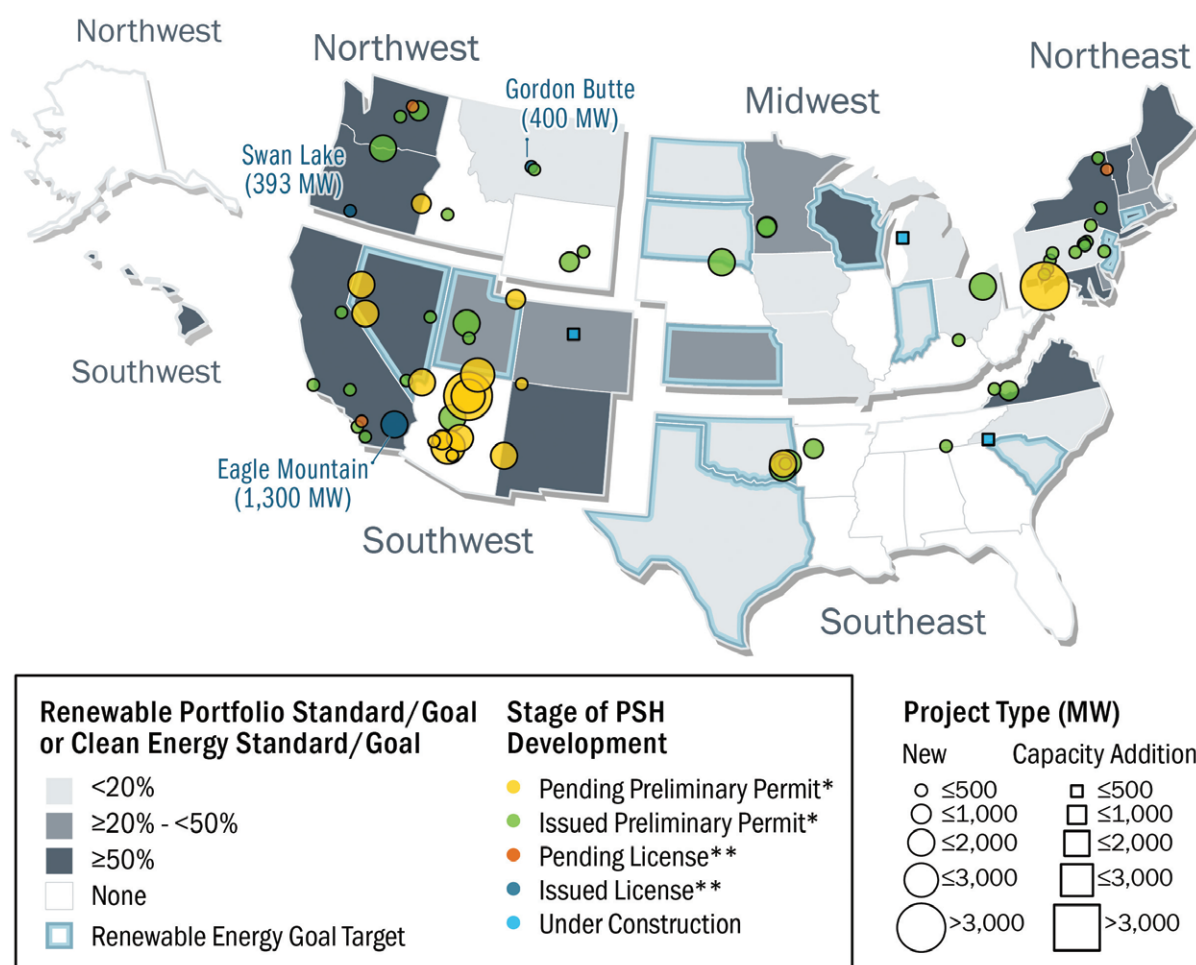 Northwest
Northwest
Northeast
Gordon Butte
(400 MW)
Midwest
Swan Lake
(393 MW)
Southwest
Eagle Mountain
(1,300 MW)
Southwest
Southeast
Renewable Portfolio Standard/Goal
or Clean Energy Standard/Goal
<20%
≥20% - <50%
≥50%
None
Renewable Energy Goal Target
Stage of PSH
Development
Pending Preliminary Permit*
Issued Preliminary Permit*
Pending License**
Issued License**
Under Construction
Project Type (MW)
New
Capacity Addition
≤500
≤500
≤1,000
≤1,000
≤2,000
≤2,000
≤3,000
≤3,000
>3,000
>3,000